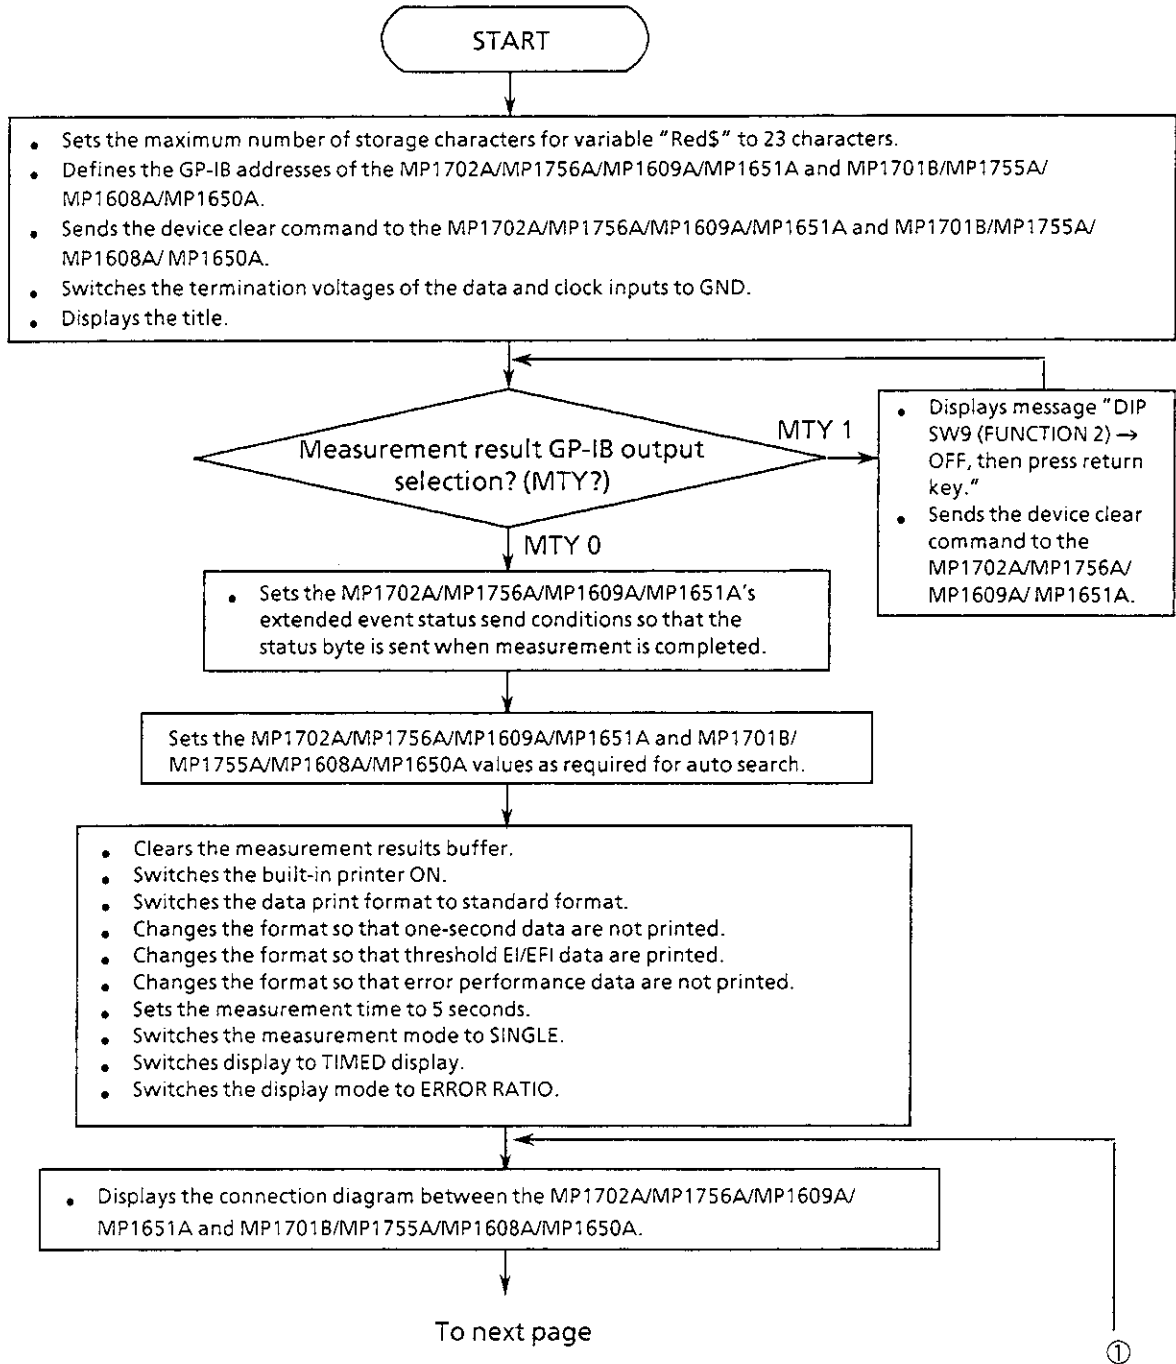 START
• Sets the maximum number of storage characters for variable "Red$" to 23 characters.
• Defines the GP-IB addresses of the MP1702A/MP1756A/MP1609A/MP1651A and MP1701B/MP1755A/
MP1608A/MP1650A.
• Sends the device clear command to the MP1702A/MP1756A/MP1609A/MP1651A and MP1701B/MP1755A/
MP1608A/ MP1650A.
• Switches the termination voltages of the data and clock inputs to GND.
• Displays the title.
Measurement result GP-IB output
selection? (MTY?)
MTY 1
• Displays message "DIP
SW9 (FUNCTION 2) →
OFF, then press return
key."
• Sends the device clear
command to the
MP1702A/MP1756A/
MP1609A/ MP1651A.
MTY 0
• Sets the MP1702A/MP1756A/MP1609A/MP1651A's
extended event status send conditions so that the
status byte is sent when measurement is completed.
Sets the MP1702A/MP1756A/MP1609A/MP1651A and MP1701B/
MP1755A/MP1608A/MP1650A values as required for auto search.
• Clears the measurement results buffer.
• Switches the built-in printer ON.
• Switches the data print format to standard format.
• Changes the format so that one-second data are not printed.
• Changes the format so that threshold EI/EFI data are printed.
• Changes the format so that error performance data are not printed.
• Sets the measurement time to 5 seconds.
• Switches the measurement mode to SINGLE.
• Switches display to TIMED display.
• Switches the display mode to ERROR RATIO.
• Displays the connection diagram between the MP1702A/MP1756A/MP1609A/
MP1651A and MP1701B/MP1755A/MP1608A/MP1650A.
To next page
①